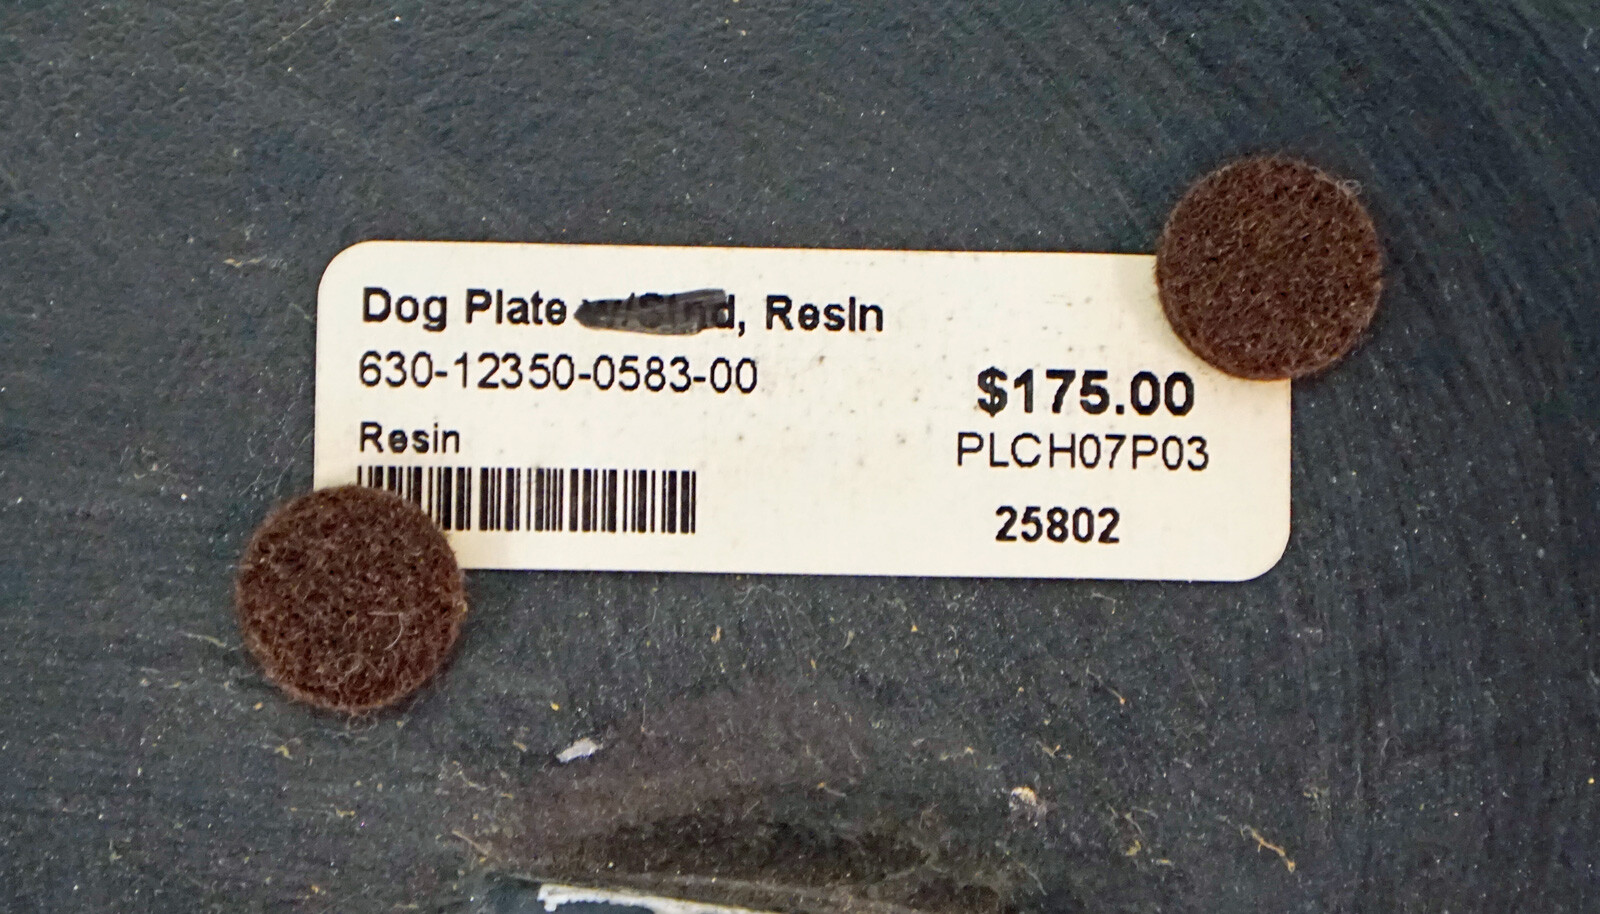 Dog Plate , Resin
630-12350-0583-00
Resin
$175.00
PLCH07P03
25802